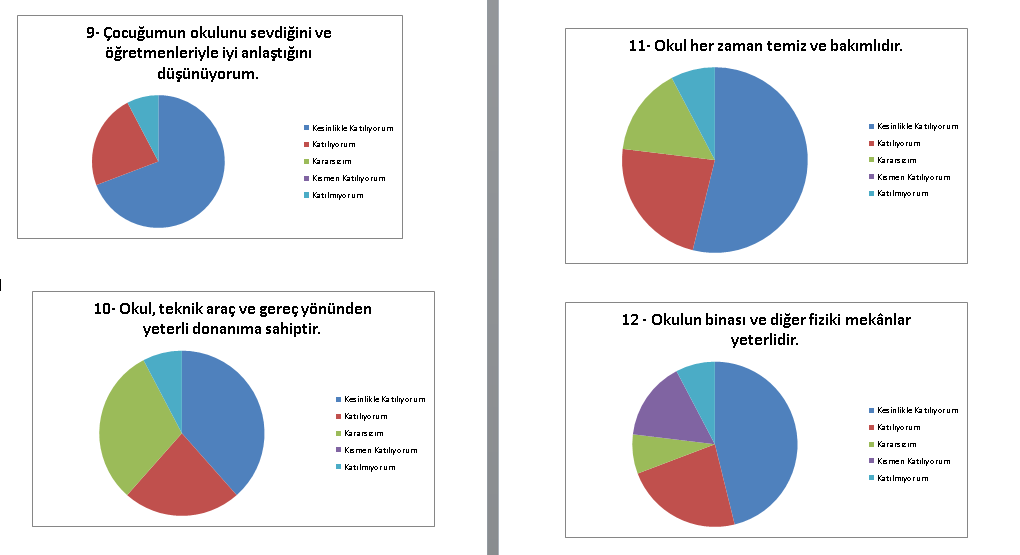 9- Çocuğumun okulunu sevdiğini ve
öğretmenleriyle iyi anlaştığını
düşünüyorum.
Kesinlikle Katılıyorum
Katılıyorum
Kararsızım
Kısmen Katılıyorum
Katılmıyorum
10- Okul, teknik araç ve gereç yönünden
yeterli donanıma sahiptir.
Kesinlikle Katılıyorum
Katılıyorum
Kararsızım
Kısmen Katılıyorum
Katılmıyorum
11- Okul her zaman temiz ve bakımlıdır.
Kesinlikle Katılıyorum
Katılıyorum
Kararsızım
Kısmen Katılıyorum
Katılmıyorum
12 - Okulun binası ve diğer fiziki mekânlar
yeterlidir.
Kesinlikle Katılıyorum
Katılıyorum
Kararsızım
Kısmen Katılıyorum
Katılmıyorum